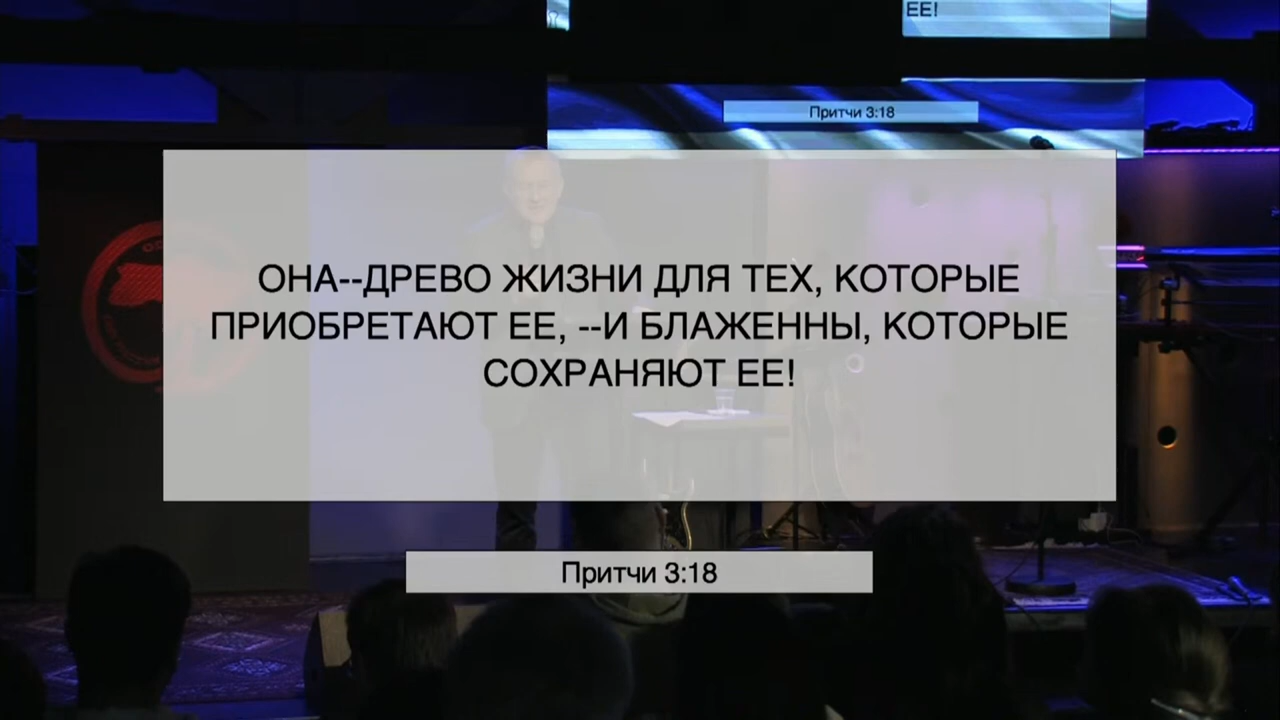 ЕЕ!
Притчи 3:18
ОНА--ДРЕВО ЖИЗНИ ДЛЯ ТЕХ, КОТОРЫЕ
ПРИОБРЕТАЮТ ЕЕ, --И БЛАЖЕННЫ, КОТОРЫЕ
СОХРАНЯЮТ ЕЕ!
Притчи 3:18